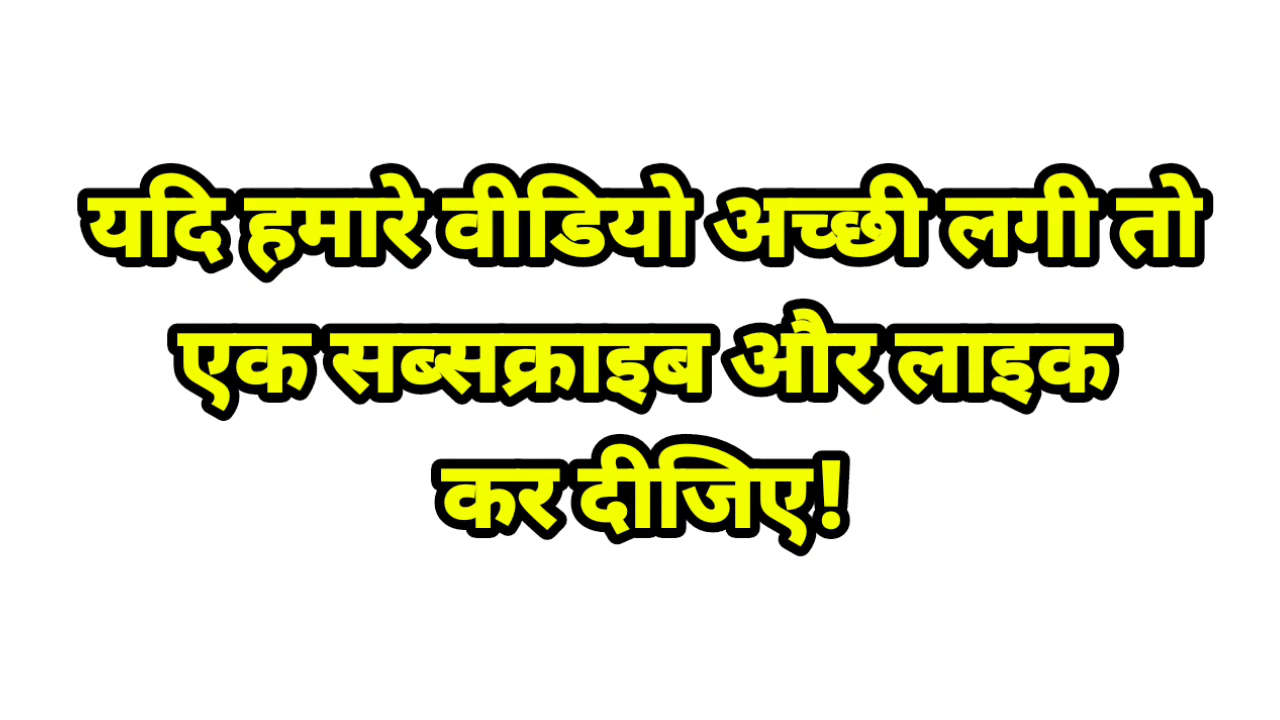 यदि हमारे वीडियो अच्छी लगी तो
एक सब्सक्राइब और लाइक
कर दीजिए!